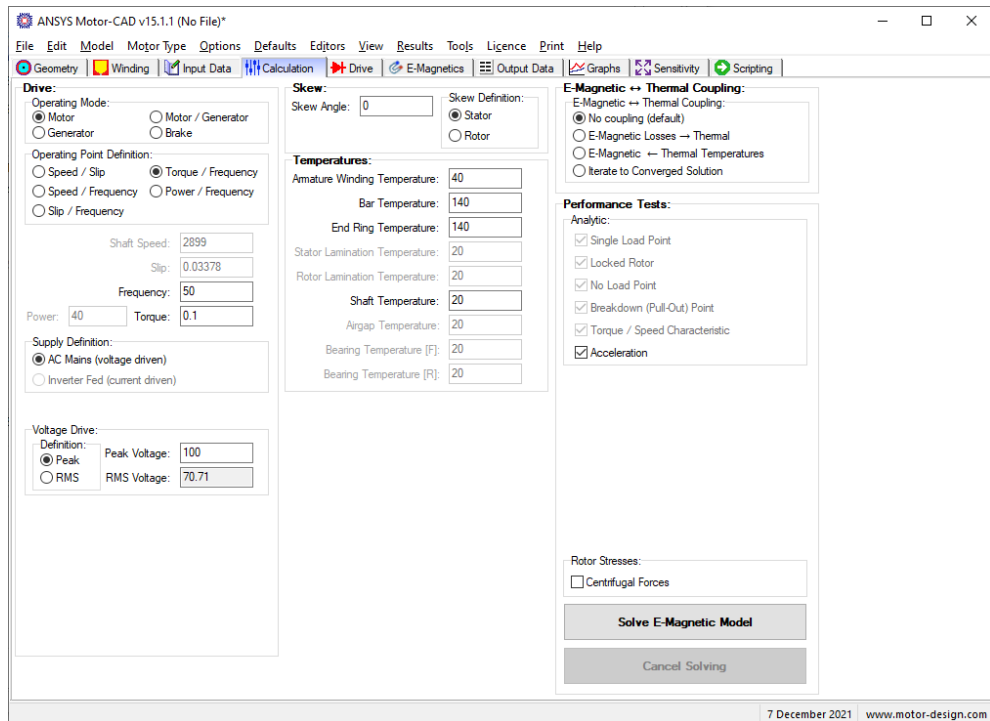 ANSYS Motor-CAD v15.1.1 (No File)*
File Edit Model Motor Type Options Defaults Editors View Results Tools Licence Print Help
Geometry Winding Input Data Calculation Drive E-Magnetics Output Data Graphs Sensitivity Scripting
Drive:
Operating Mode:
Motor Motor / Generator
Generator Brake
Operating Point Definition:
Speed / Slip Torque / Frequency
Speed / Frequency Power / Frequency
Slip / Frequency
Shaft Speed: 2899
Slip: 0.03378
Frequency: 50
Power: 40 Torque: 0.1
Supply Definition:
AC Mains (voltage driven)
Inverter Fed (current driven)
Voltage Drive:
Definition:
Peak Peak Voltage: 100
RMS RMS Voltage: 70.71
Skew:
Skew Angle: 0
Skew Definition:
Stator
Rotor
Temperatures:
Armature Winding Temperature: 40
Bar Temperature: 140
End Ring Temperature: 140
Stator Lamination Temperature: 20
Rotor Lamination Temperature: 20
Shaft Temperature: 20
Airgap Temperature: 20
Bearing Temperature [F]: 20
Bearing Temperature [R]: 20
E-Magnetic ↔ Thermal Coupling:
E-Magnetic ↔ Thermal Coupling:
No coupling (default)
E-Magnetic Losses → Thermal
E-Magnetic ← Thermal Temperatures
Iterate to Converged Solution
Performance Tests:
Analytic:
Single Load Point
Locked Rotor
No Load Point
Breakdown (Pull-Out) Point
Torque / Speed Characteristic
Acceleration
Rotor Stresses:
Centrifugal Forces
Solve E-Magnetic Model
Cancel Solving
7 December 2021 www.motor-design.com